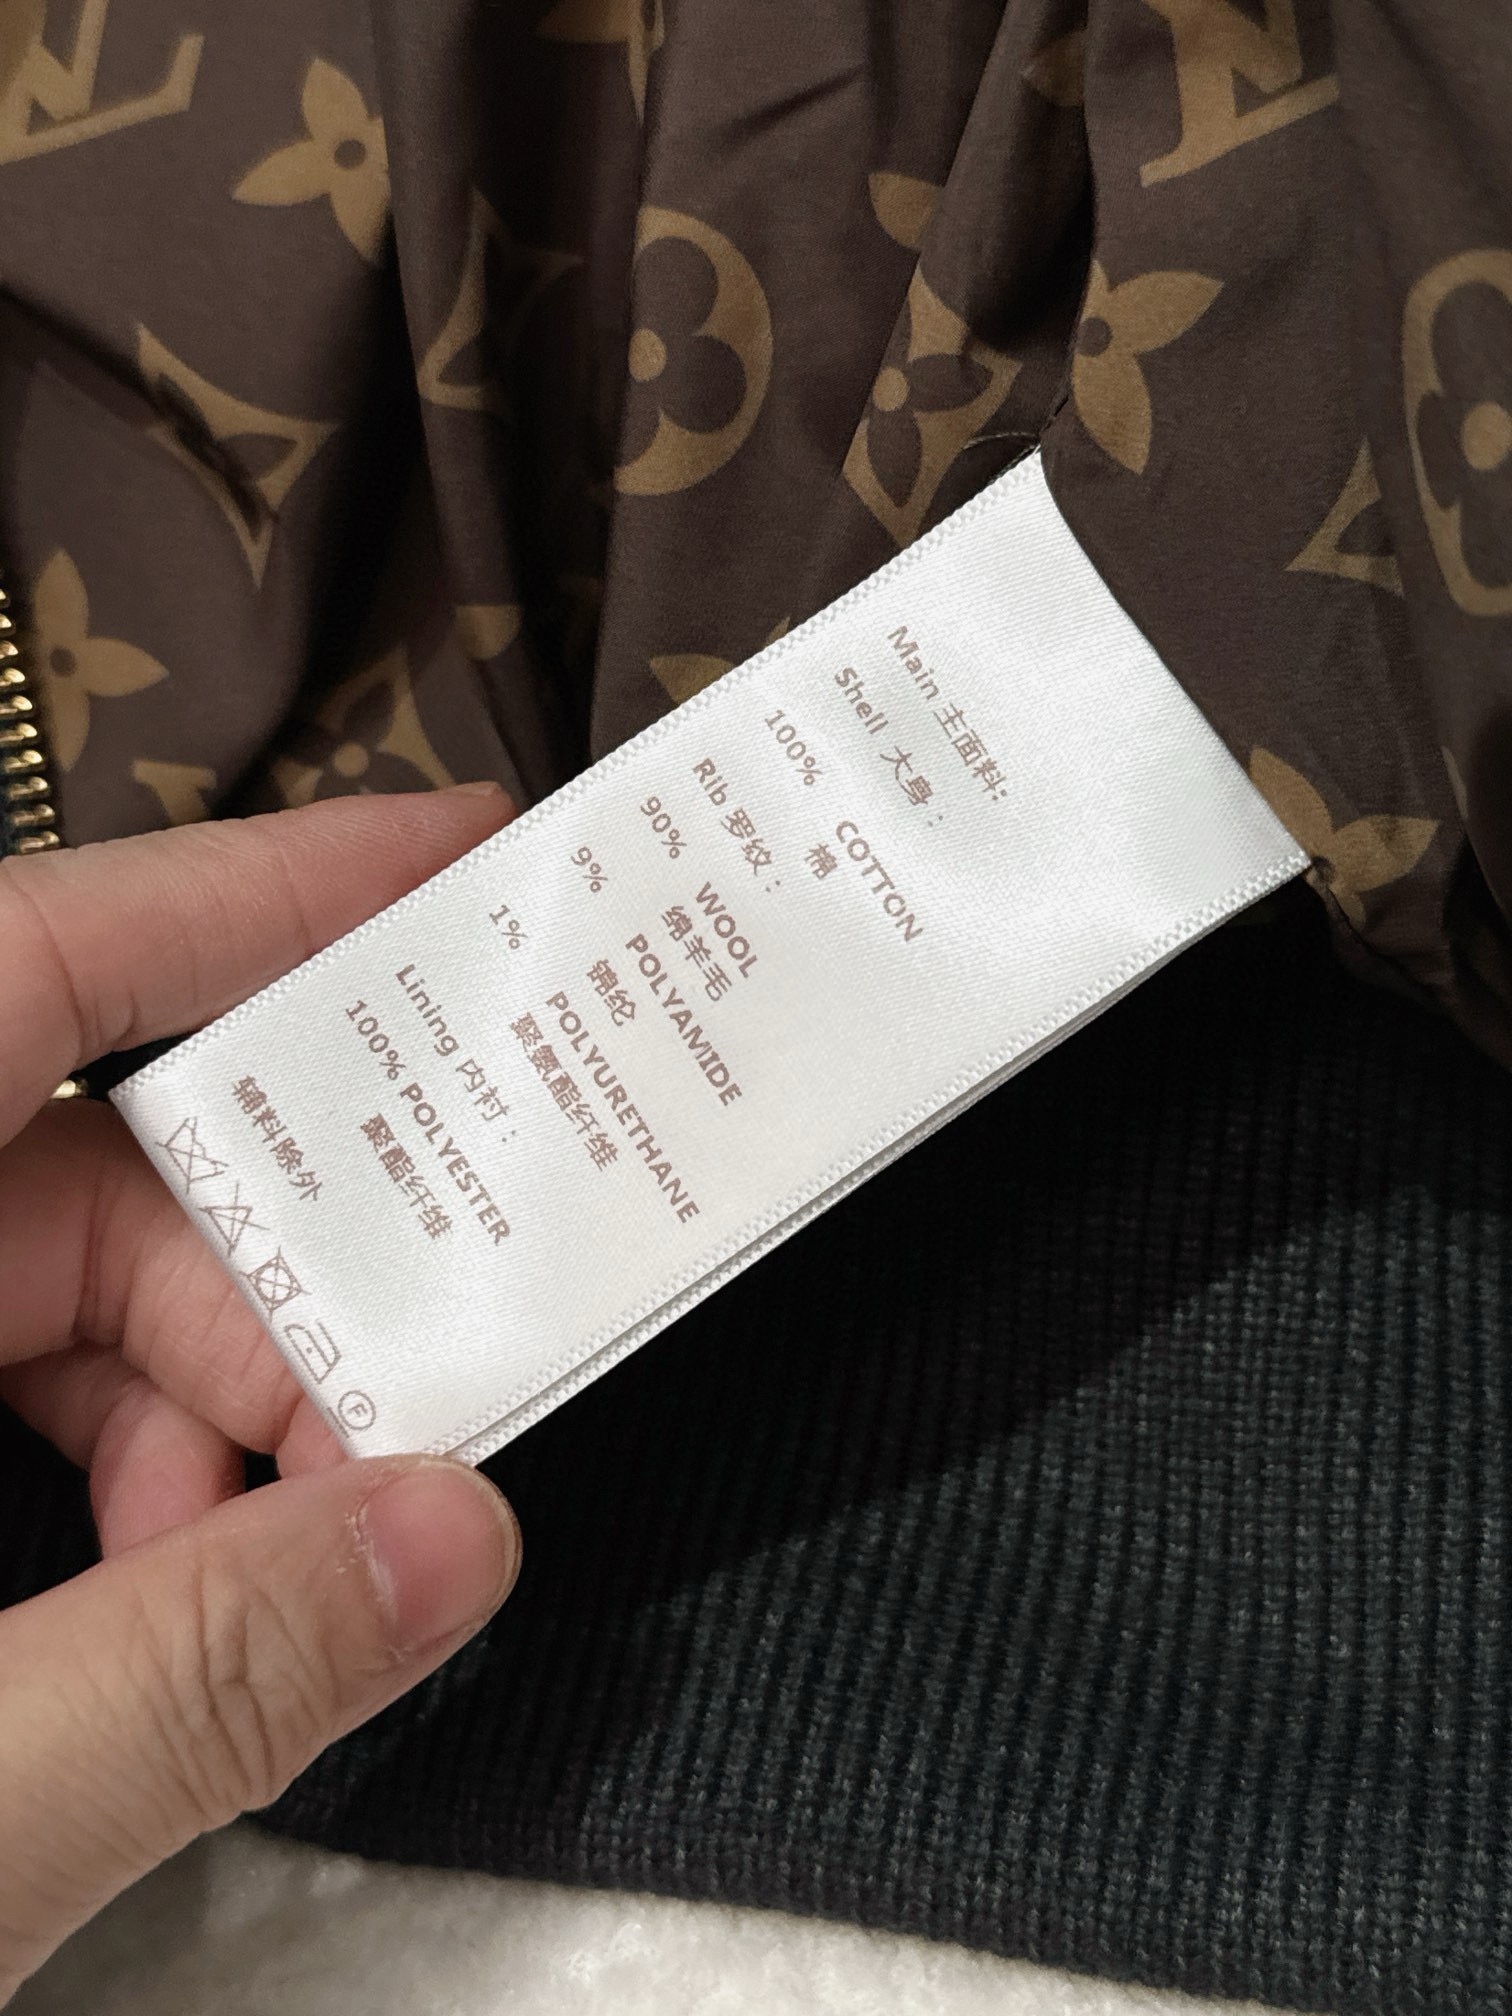 Main 主面料:
Shell 大身:
100% COTTON
棉
Rib 罗纹:
90% WOOL
绵羊毛
9% POLYAMIDE
锦纶
1% POLYURETHANE
聚氨酯纤维
Lining 内衬:
100% POLYESTER
聚酯纤维
辅料除外
F